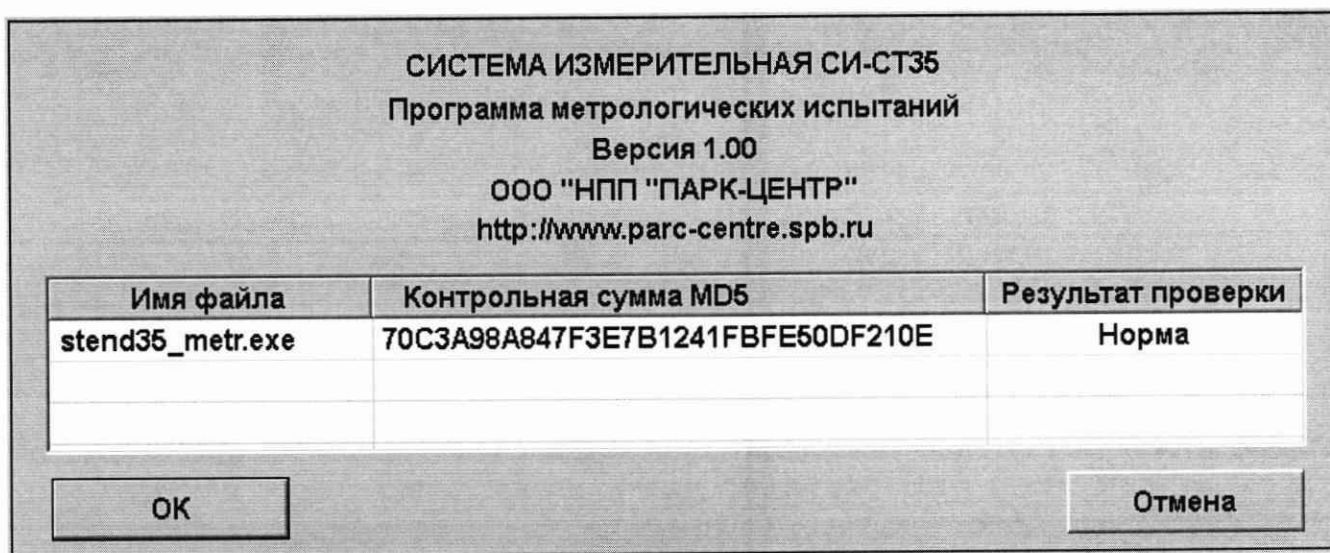 СИСТЕМА ИЗМЕРИТЕЛЬНАЯ СИ-СТ35
Программа метрологических испытаний
Версия 1.00
ООО "НПП "ПАРК-ЦЕНТР"
http://www.parc-centre.spb.ru
Имя файла Контрольная сумма MD5 Результат проверки
stend35_metr.exe 70C3A98A847F3E7B1241FBFE50DF210E Норма
ОК Отмена